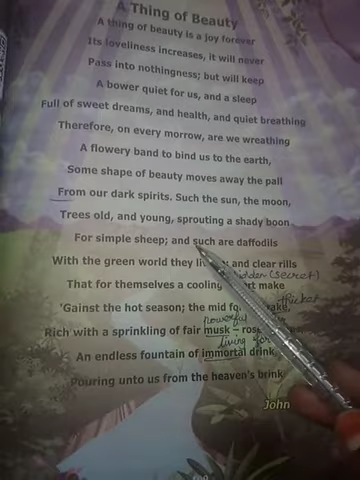 A Thing of Beauty
A thing of beauty is a joy forever
Its loveliness increases, it will never
Pass into nothingness; but will keep
A bower quiet for us, and a sleep
Full of sweet dreams, and health, and quiet breathing
Therefore, on every morrow, are we wreathing
A flowery band to bind us to the earth,
Some shape of beauty moves away the pall
From our dark spirits. Such the sun, the moon,
Trees old, and young, sprouting a shady boon
For simple sheep; and such are daffodils
With the green world they and clear rills
hidden (secret)
That for themselves a cooling make
thicker
'Gainst the hot season; the mid
powerful
Rich with a sprinkling of fair musk -
living
An endless fountain of immortal drink,
Pouring unto us from the heaven's brink
John